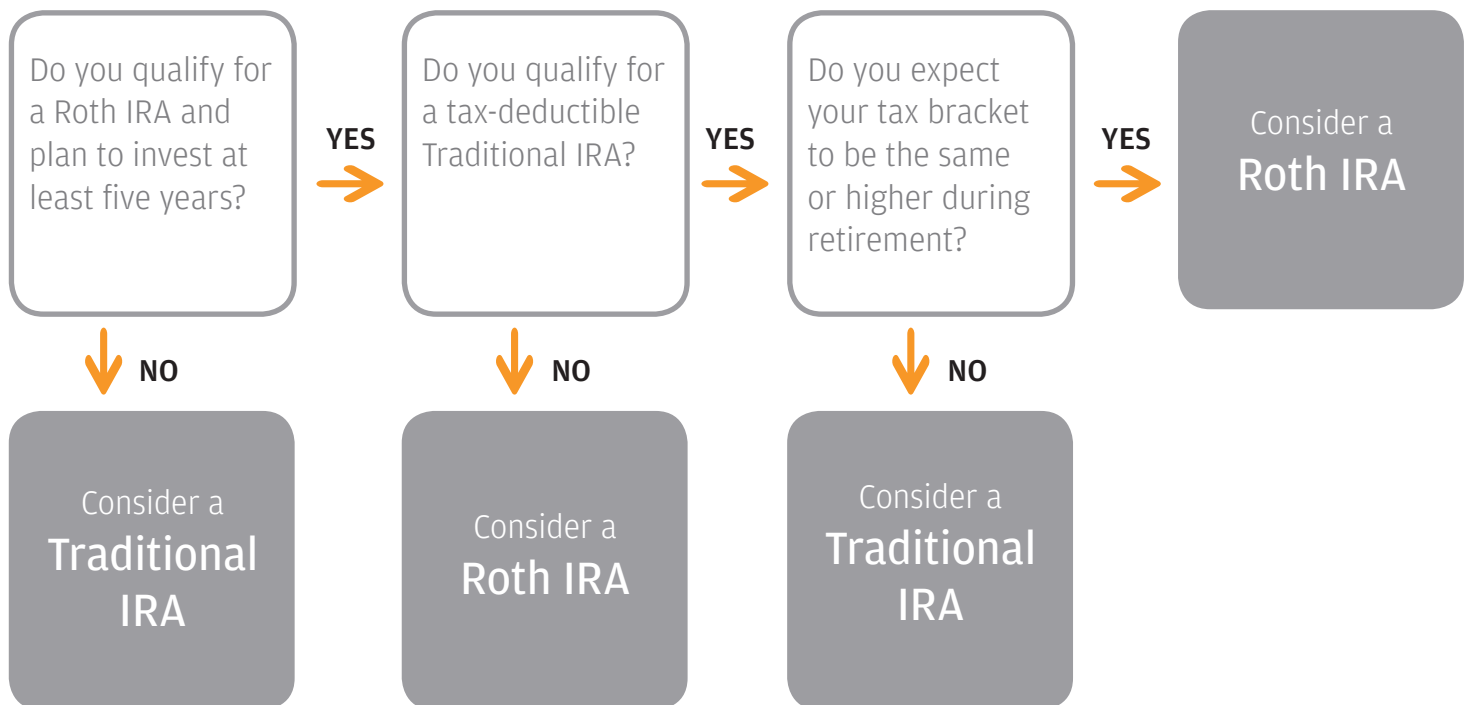 Do you qualify for
a Roth IRA and
plan to invest at
least five years?
YES
Do you qualify for
a tax-deductible
Traditional IRA?
YES
Do you expect
your tax bracket
to be the same
or higher during
retirement?
YES
Consider a
Roth IRA
NO
NO
NO
Consider a
Traditional
IRA
Consider a
Roth IRA
Consider a
Traditional
IRA